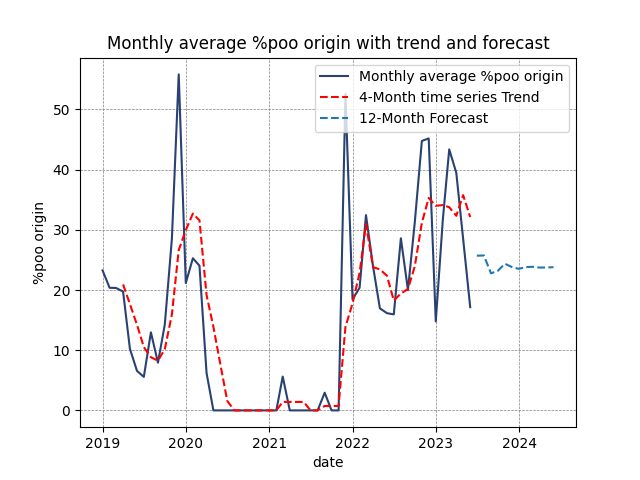 Monthly average %poo origin with trend and forecast
Monthly average %poo origin
4-Month time series Trend
12-Month Forecast
%poo origin
50
40
30
20
10
0
2019
2020
2021
2022
2023
2024
date